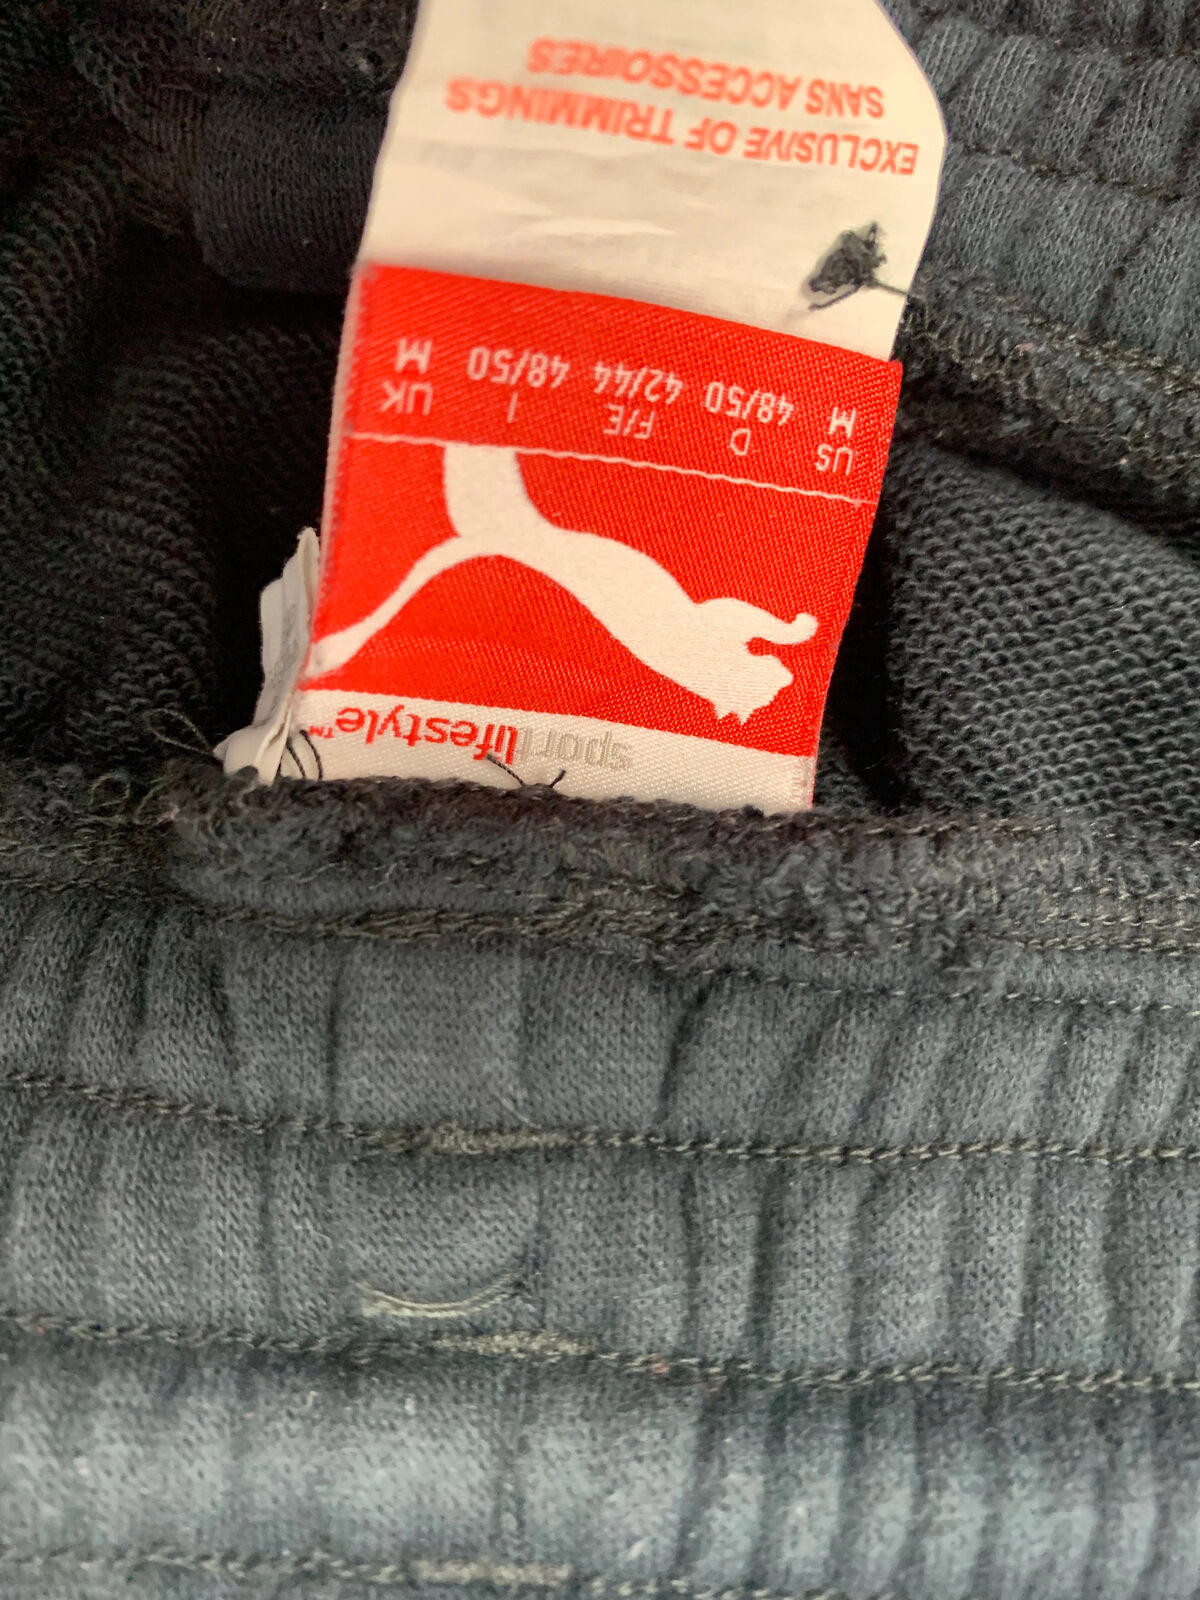 sportlifestyle™
US D F/E I UK
M 48/50 42/44 48/50 M
EXCLUSIVE OF TRIMMINGS
SANS ACCESSOIRES